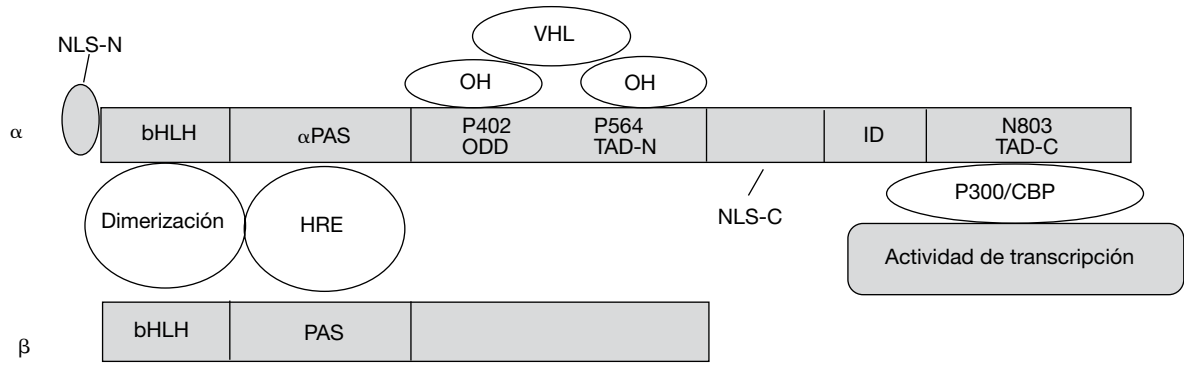 VHL
NLS-N
OH
OH
α
bHLH
αPAS
P402
ODD
P564
TAD-N
ID
N803
TAD-C
Dimerización
HRE
NLS-C
P300/CBP
Actividad de transcripción
β
bHLH
PAS